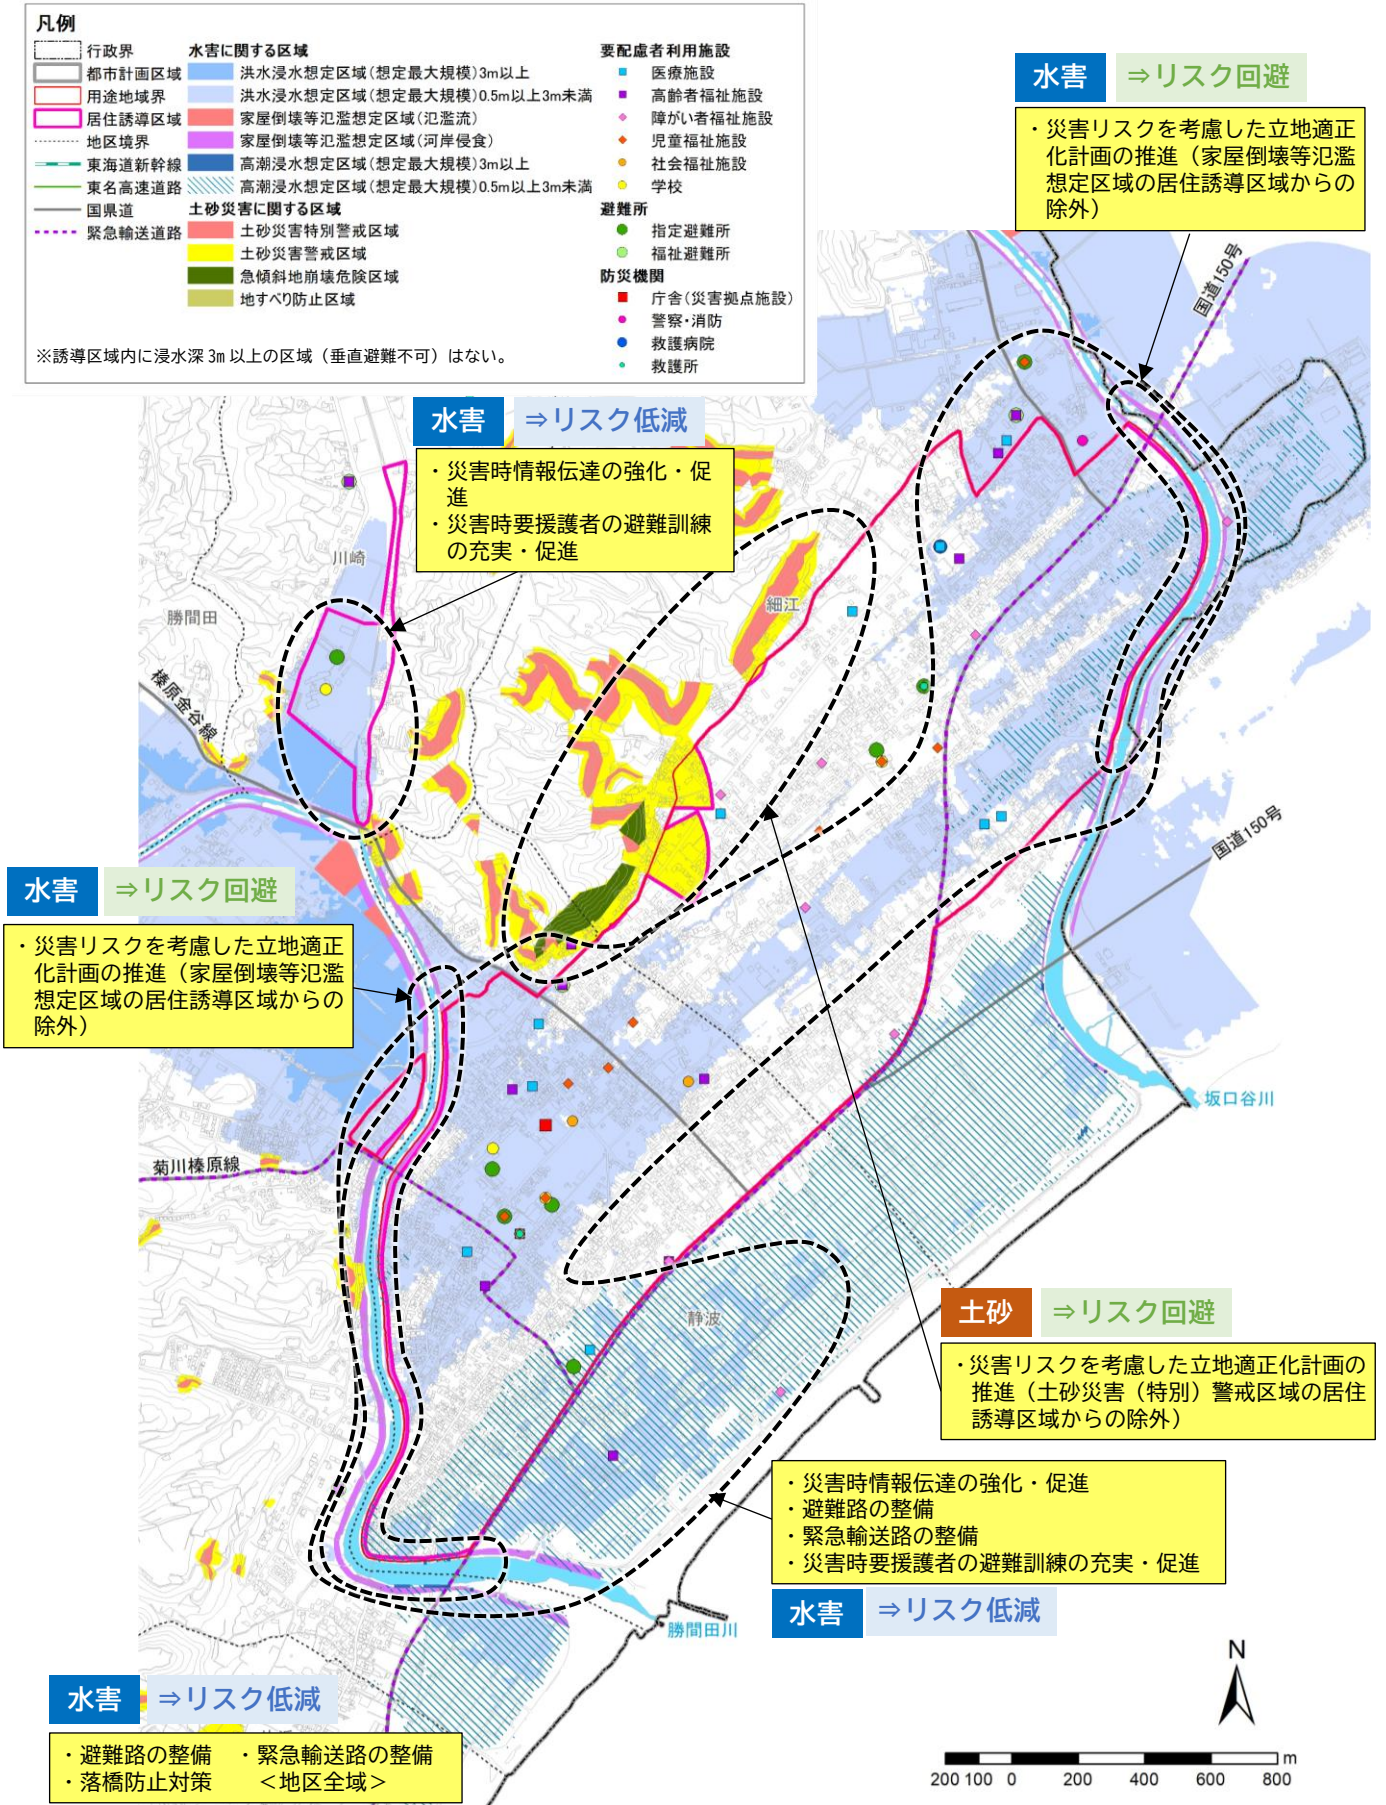 凡例
行政界
都市計画区域
用途地域界
居住誘導区域
地区境界
東海道新幹線
東名高速道路
国県道
緊急輸送道路
水害に関する区域
洪水浸水想定区域(想定最大規模)3m以上
洪水浸水想定区域(想定最大規模)0.5m以上3m未満
家屋倒壊等氾濫想定区域(氾濫流)
家屋倒壊等氾濫想定区域(河岸侵食)
高潮浸水想定区域(想定最大規模)3m以上
高潮浸水想定区域(想定最大規模)0.5m以上3m未満
土砂災害に関する区域
土砂災害特別警戒区域
土砂災害警戒区域
急傾斜地崩壊危険区域
地すべり防止区域
要配慮者利用施設
医療施設
高齢者福祉施設
障がい者福祉施設
児童福祉施設
社会福祉施設
学校
避難所
指定避難所
福祉避難所
防災機関
庁舎(災害拠点施設)
警察・消防
救護病院
救護所
※誘導区域内に浸水深3m以上の区域（垂直避難不可）はない。
水害 ⇒リスク回避
・災害リスクを考慮した立地適正
化計画の推進（家屋倒壊等氾濫
想定区域の居住誘導区域からの
除外）
国道150号
水害 ⇒リスク低減
・災害時情報伝達の強化・促
進
・災害時要援護者の避難訓練
の充実・促進
川崎
勝間田
細江
榛原金谷線
国道150号
水害 ⇒リスク回避
・災害リスクを考慮した立地適正
化計画の推進（家屋倒壊等氾濫
想定区域の居住誘導区域からの
除外）
坂口谷川
菊川榛原線
静波
土砂 ⇒リスク回避
・災害リスクを考慮した立地適正化計画の
推進（土砂災害（特別）警戒区域の居住
誘導区域からの除外）
・災害時情報伝達の強化・促進
・避難路の整備
・緊急輸送路の整備
・災害時要援護者の避難訓練の充実・促進
水害 ⇒リスク低減
勝間田川
水害 ⇒リスク低減
・避難路の整備 ・緊急輸送路の整備
・落橋防止対策 ＜地区全域＞
N
m
200 100 0 200 400 600 800